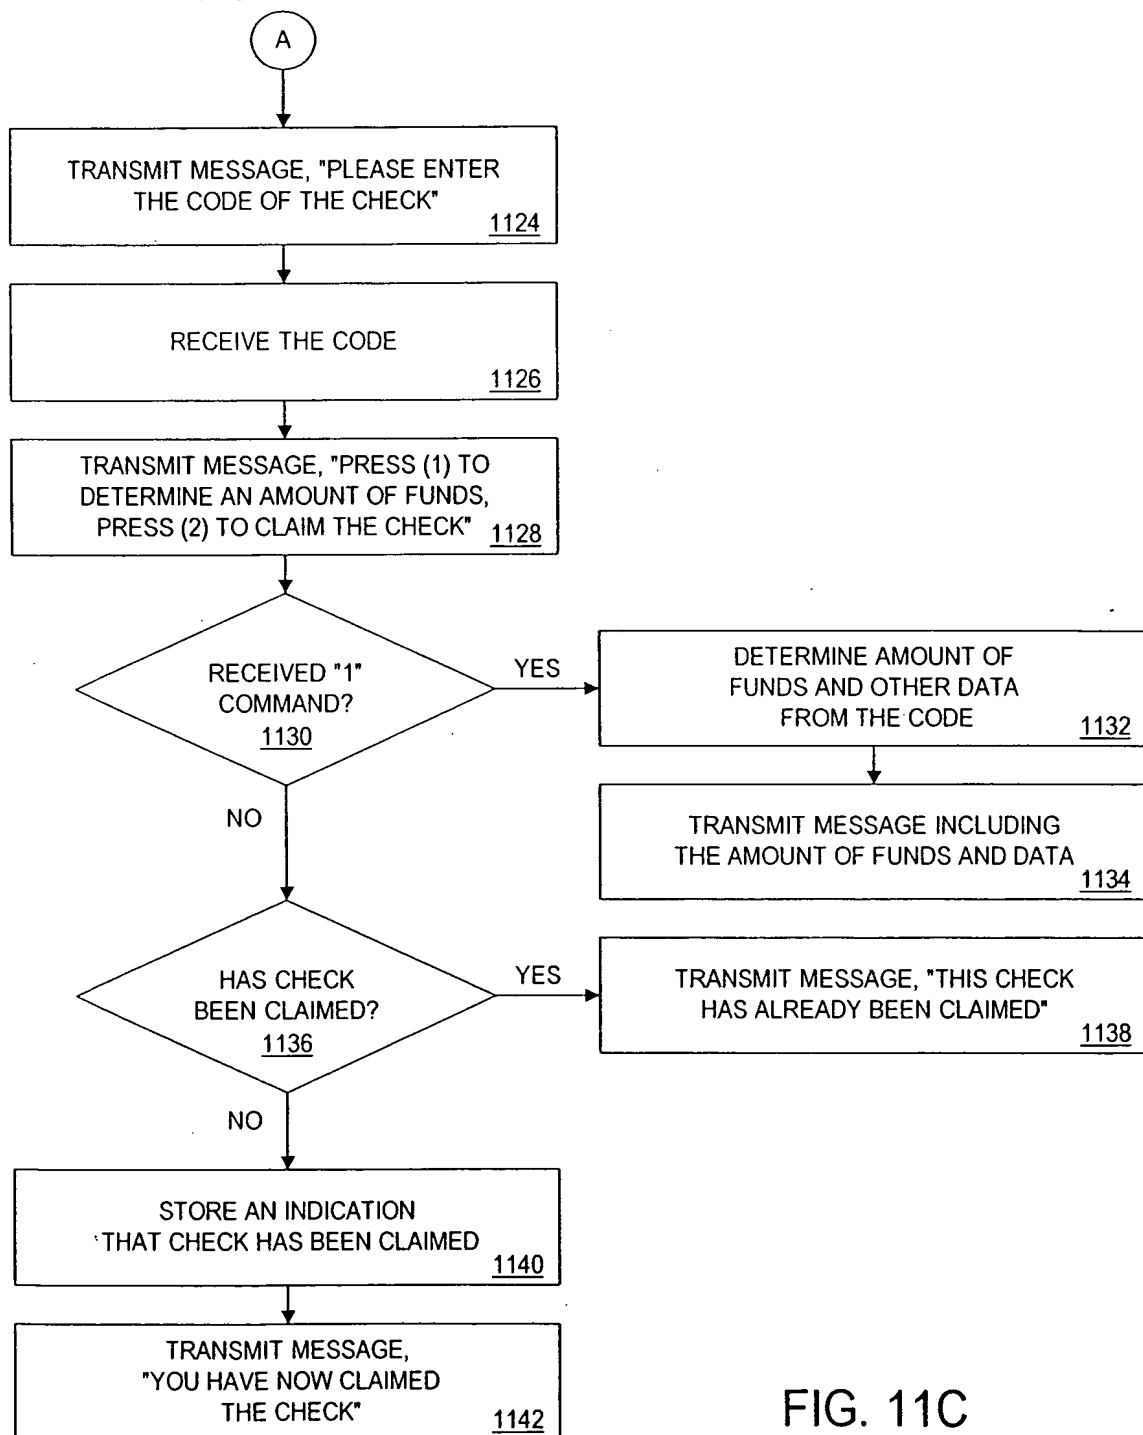 A
TRANSMIT MESSAGE, "PLEASE ENTER
THE CODE OF THE CHECK"
1124
RECEIVE THE CODE
1126
TRANSMIT MESSAGE, "PRESS (1) TO
DETERMINE AN AMOUNT OF FUNDS,
PRESS (2) TO CLAIM THE CHECK"
1128
RECEIVED "1"
COMMAND?
1130
YES
DETERMINE AMOUNT OF
FUNDS AND OTHER DATA
FROM THE CODE
1132
NO
TRANSMIT MESSAGE INCLUDING
THE AMOUNT OF FUNDS AND DATA
1134
HAS CHECK
BEEN CLAIMED?
1136
YES
TRANSMIT MESSAGE, "THIS CHECK
HAS ALREADY BEEN CLAIMED"
1138
NO
STORE AN INDICATION
THAT CHECK HAS BEEN CLAIMED
1140
TRANSMIT MESSAGE,
"YOU HAVE NOW CLAIMED
THE CHECK"
1142
FIG. 11C